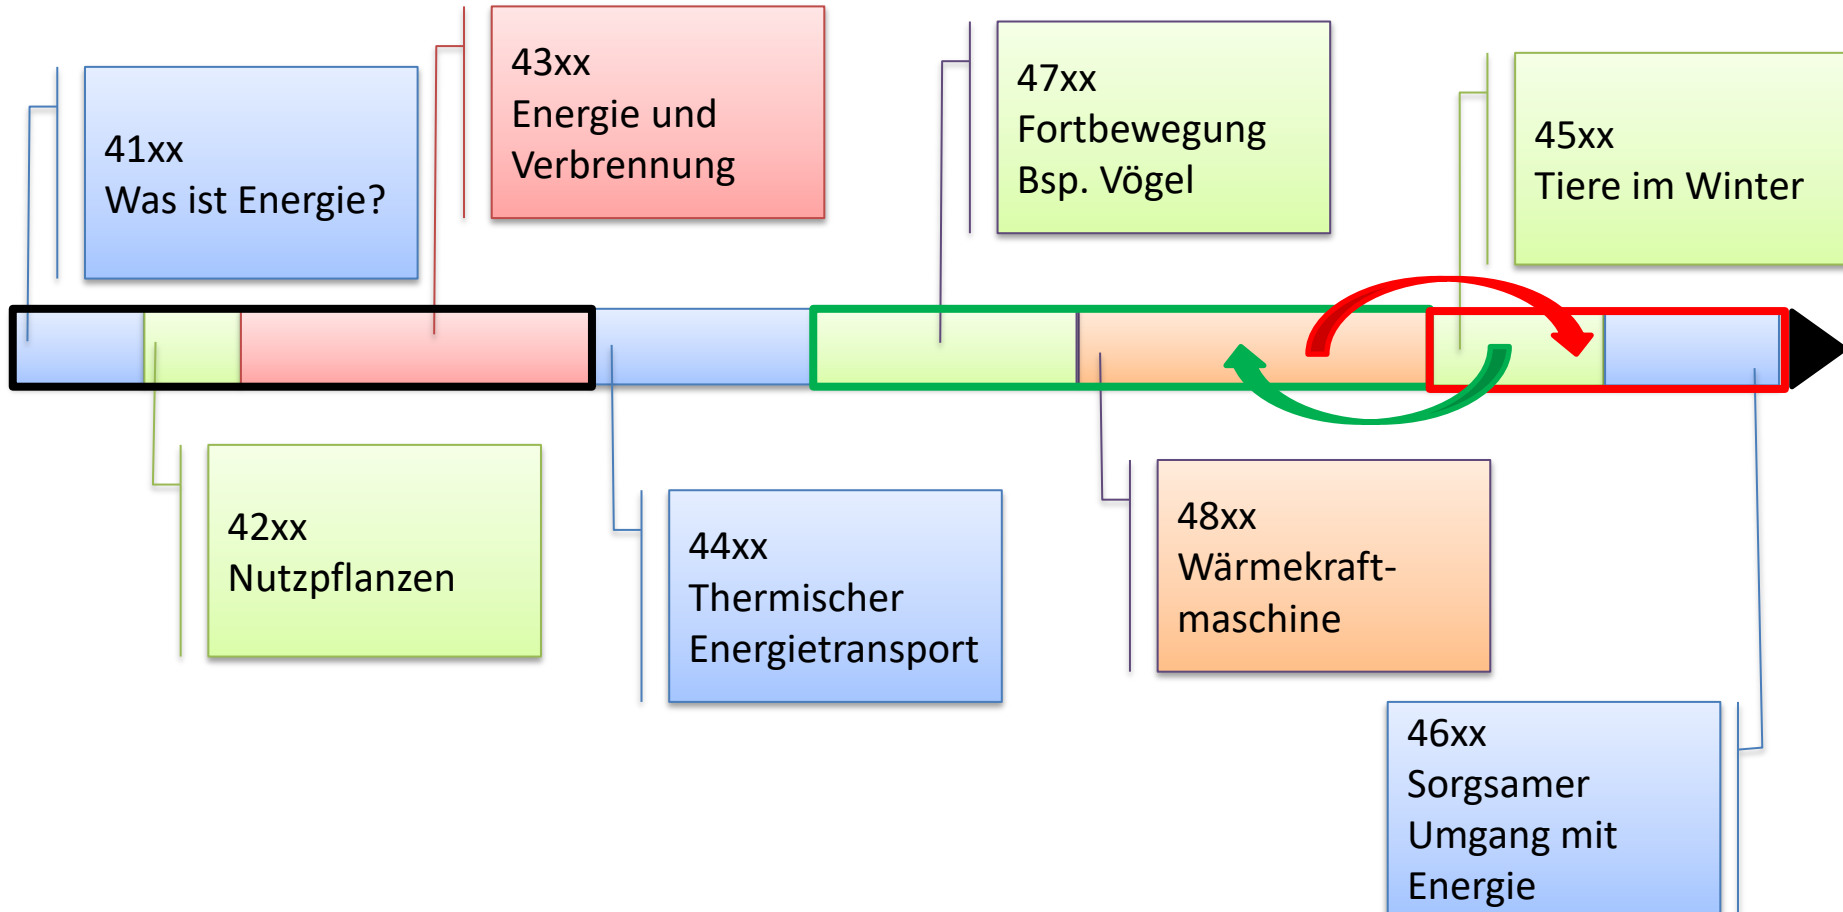 41xx
Was ist Energie?
43xx
Energie und
Verbrennung
47xx
Fortbewegung
Bsp. Vögel
45xx
Tiere im Winter
42xx
Nutzpflanzen
44xx
Thermischer
Energietransport
48xx
Wärmekraft-
maschine
46xx
Sorgsamer
Umgang mit
Energie